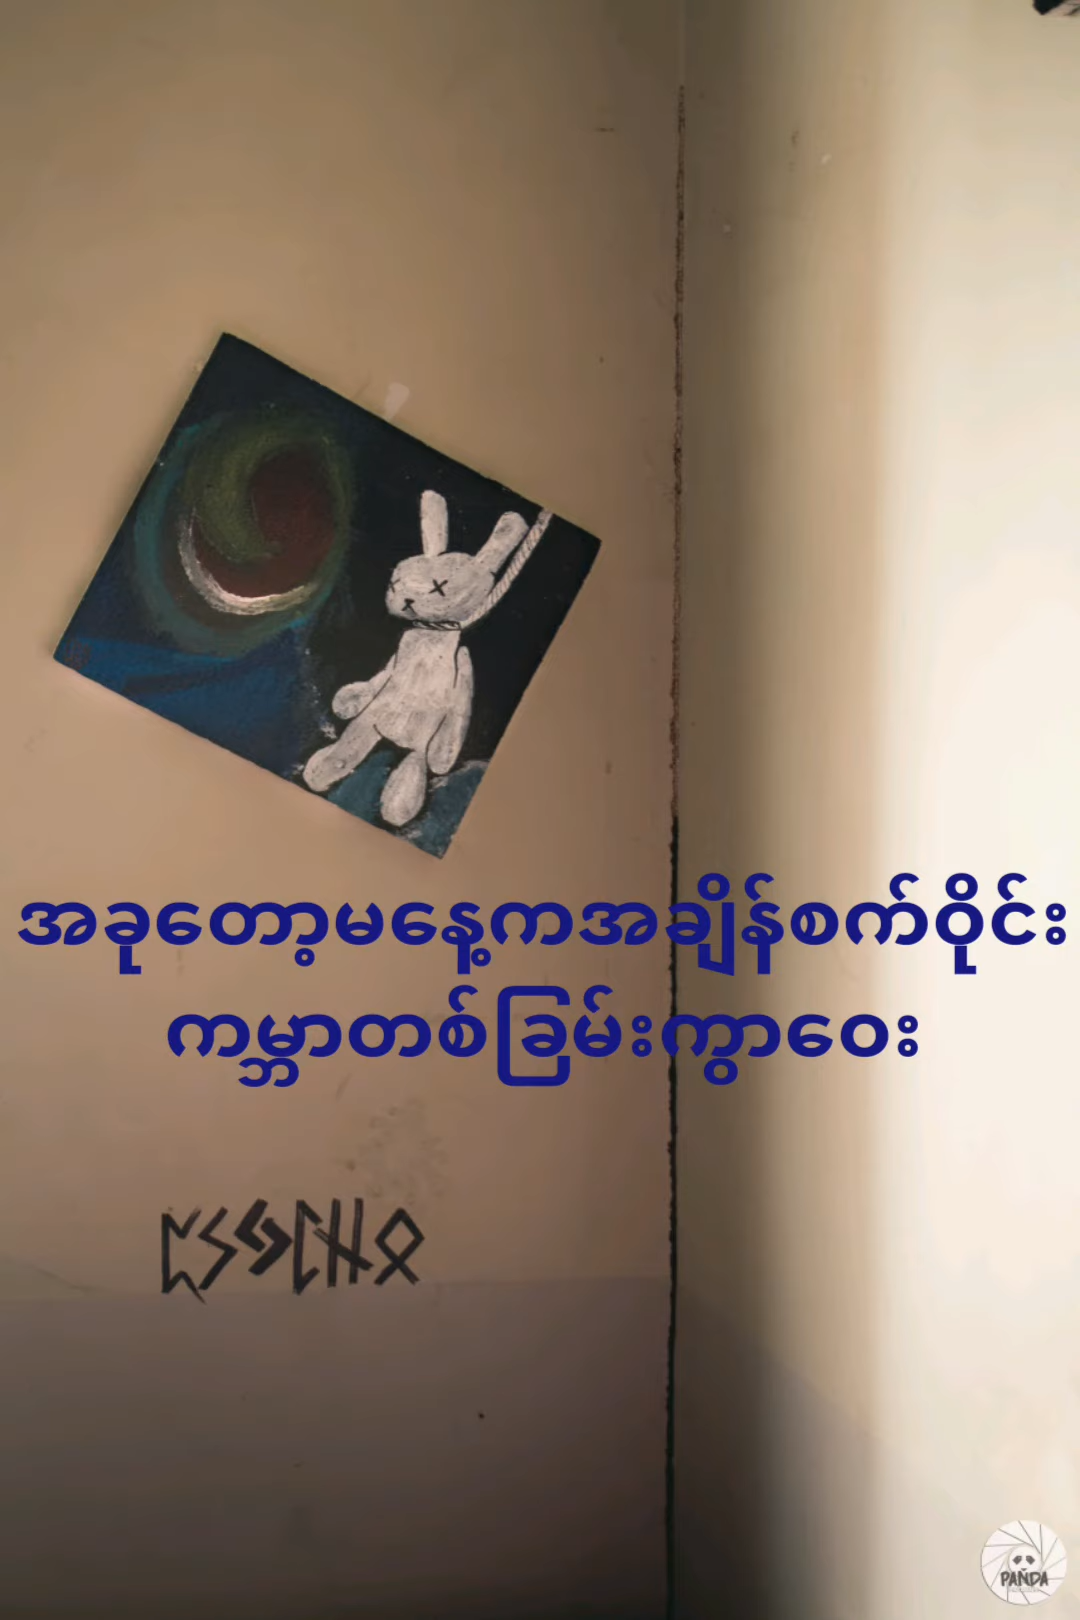 အခုတော့မနေ့ကအချိန်စက်ဝိုင်း
ကမ္ဘာတစ်ခြမ်းကွာဝေး
PSYCHO
PANDA